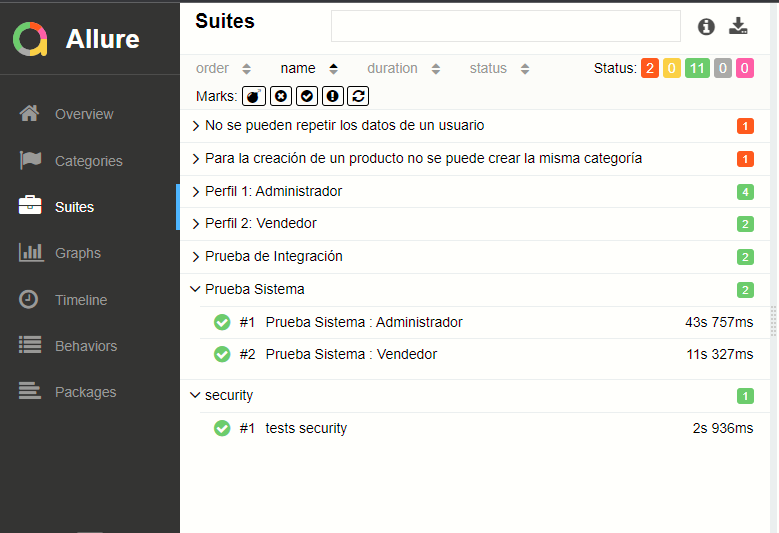 Allure
Overview
Categories
Suites
Graphs
Timeline
Behaviors
Packages
Suites
order name duration status Status: 2 0 11 0 0
Marks:
No se pueden repetir los datos de un usuario 1
Para la creación de un producto no se puede crear la misma categoría 1
Perfil 1: Administrador 4
Perfil 2: Vendedor 2
Prueba de Integración 2
Prueba Sistema 2
#1 Prueba Sistema : Administrador 43s 757ms
#2 Prueba Sistema : Vendedor 11s 327ms
security 1
#1 tests security 2s 936ms